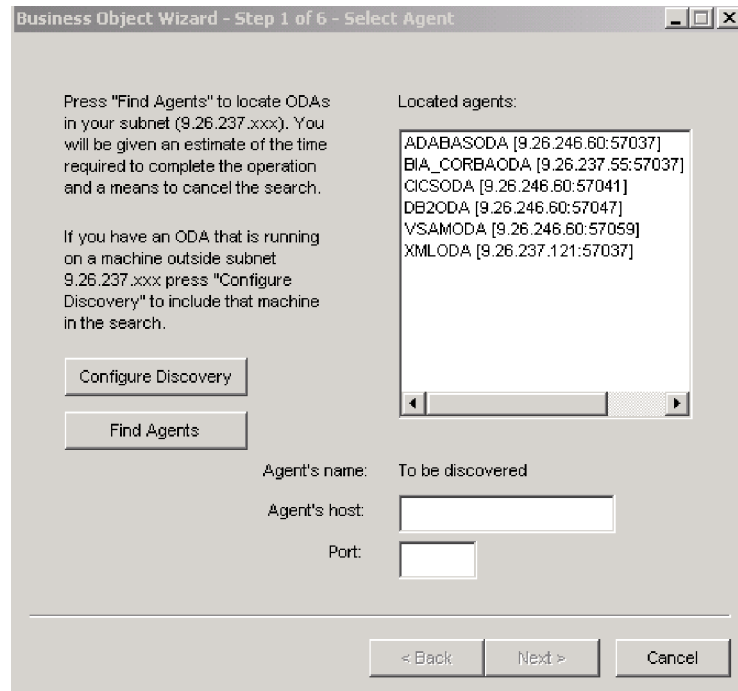 Business Object Wizard - Step 1 of 6 - Select Agent
Press "Find Agents" to locate ODAs
in your subnet (9.26.237.xxx). You
will be given an estimate of the time
required to complete the operation
and a means to cancel the search.
If you have an ODA that is running
on a machine outside subnet
9.26.237.xxx press "Configure
Discovery" to include that machine
in the search.
Configure Discovery
Find Agents
Located agents:
ADABASODA [9.26.246.60:57037]
BIA_CORBAODA [9.26.237.55:57037]
CICSODA [9.26.246.60:57041]
DB2ODA [9.26.246.60:57047]
VSAMODA [9.26.246.60:57059]
XMLODA [9.26.237.121:57037]
Agent's name: To be discovered
Agent's host:
Port:
< Back Next > Cancel